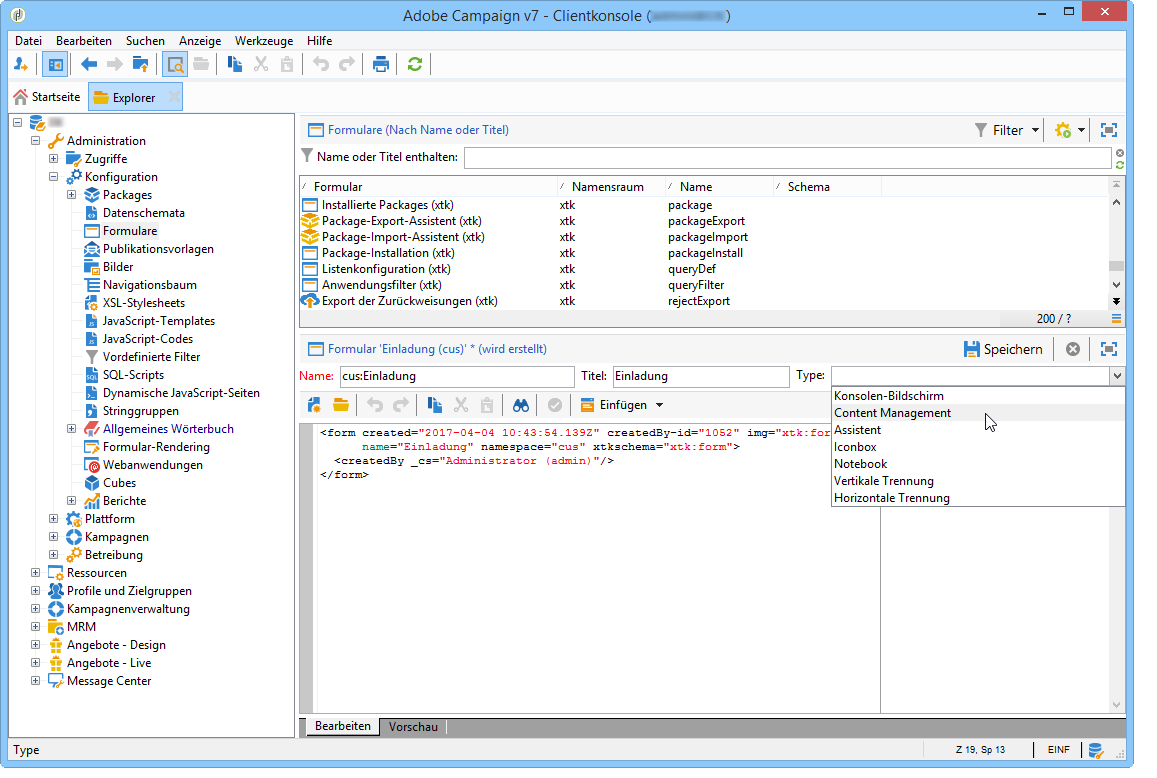 Adobe Campaign v7 - Clientkonsole ( )
Datei Bearbeiten Suchen Anzeige Werkzeuge Hilfe
Startseite Explorer
Administration
Zugriffe
Konfiguration
Packages
Datenschemata
Formulare
Publikationsvorlagen
Bilder
Navigationsbaum
XSL-Stylesheets
JavaScript-Templates
JavaScript-Codes
Vordefinierte Filter
SQL-Scripts
Dynamische JavaScript-Seiten
Stringgruppen
Allgemeines Wörterbuch
Formular-Rendering
Webanwendungen
Cubes
Berichte
Plattform
Kampagnen
Betreibung
Ressourcen
Profile und Zielgruppen
Kampagnenverwaltung
MRM
Angebote - Design
Angebote - Live
Message Center
Formulare (Nach Name oder Titel) Filter
Name oder Titel enthalten:
Formular Namensraum Name Schema
Installierte Packages (xtk) xtk package
Package-Export-Assistent (xtk) xtk packageExport
Package-Import-Assistent (xtk) xtk packageImport
Package-Installation (xtk) xtk packageInstall
Listenkonfiguration (xtk) xtk queryDef
Anwendungsfilter (xtk) xtk queryFilter
Export der Zurückweisungen (xtk) xtk rejectExport
200 / ?
Formular 'Einladung (cus)' * (wird erstellt) Speichern
Name: cus:Einladung Titel: Einladung Type:
Einfügen
Konsolen-Bildschirm
Content Management
Assistent
Iconbox
Notebook
Vertikale Trennung
Horizontale Trennung
<form created="2017-04-04 10:43:54.139Z" createdBy-id="1052" img="xtk:for
name="Einladung" namespace="cus" xtkschema="xtk:form">
<createdBy _cs="Administrator (admin)"/>
</form>
Bearbeiten Vorschau
Type Z 19, Sp 13 EINF